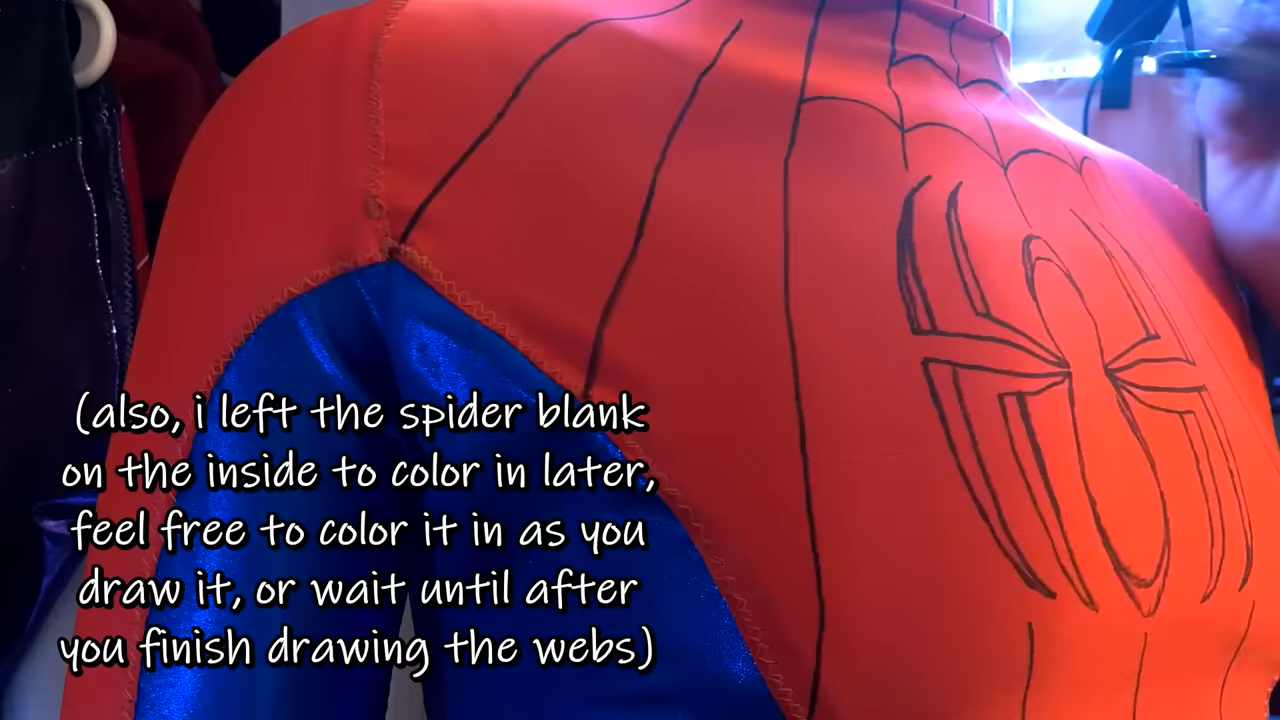 (also, i left the spider blank
on the inside to color in later,
feel free to color it in as you
draw it, or wait until after
you finish drawing the webs)